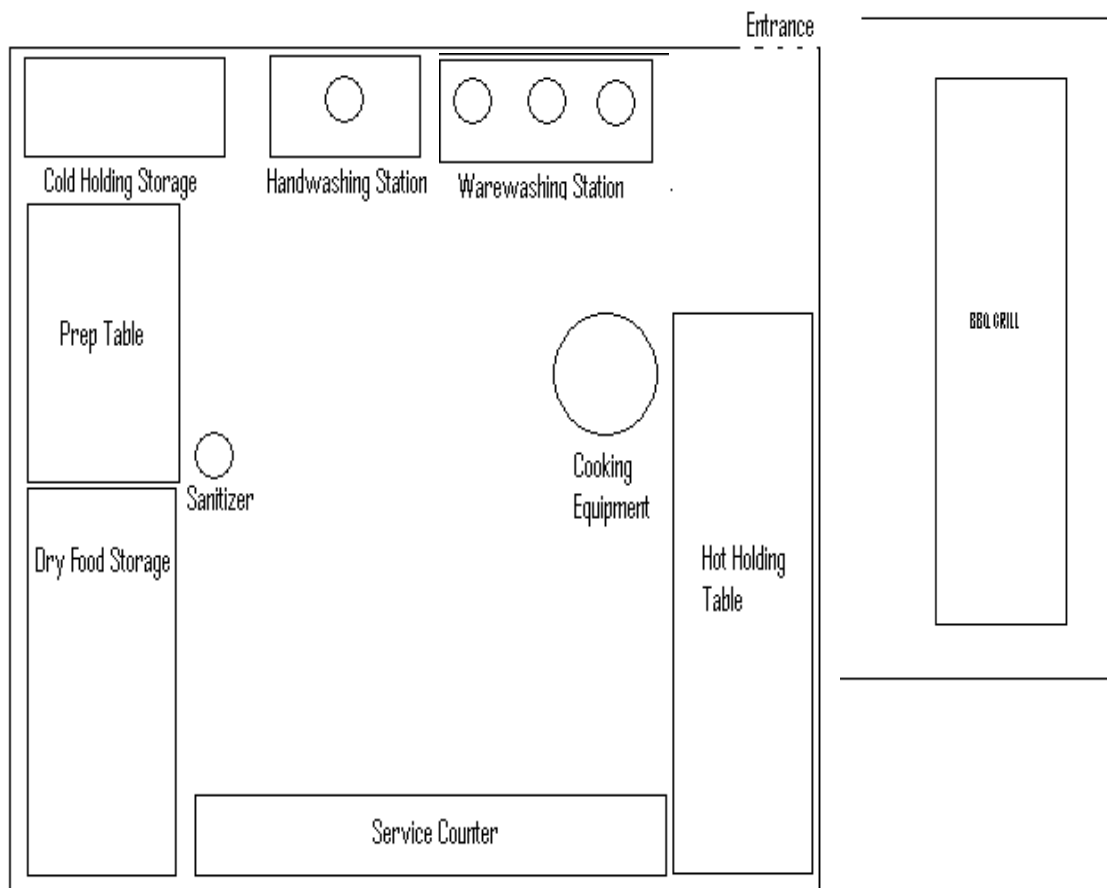 Entrance
Cold Holding Storage
Handwashing Station
Warewashing Station
Prep Table
BBQ GRILL
Sanitizer
Cooking
Equipment
Dry Food Storage
Hot Holding
Table
Service Counter